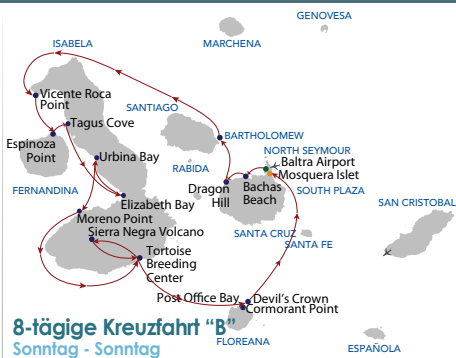 GENOVESA
ISABELA
MARCHENA
Vicente Roca
Point
SANTIAGO
Tagus Cove
BARTHOLOMEW
Espinoza
Point
NORTH SEYMOUR
Urbina Bay
Baltra Airport
RABIDA
Mosquera Islet
FERNANDINA
Dragon
Hill
Bachas
Beach
SOUTH PLAZA
Elizabeth Bay
SAN CRISTOBAL
Moreno Point
Sierra Negra Volcano
SANTA CRUZ
SANTA FE
Tortoise
Breeding
Center
Post Office Bay
Devil's Crown
Cormorant Point
8-tägige Kreuzfahrt “B”
FLOREANA
Sonntag - Sonntag
ESPAÑOLA